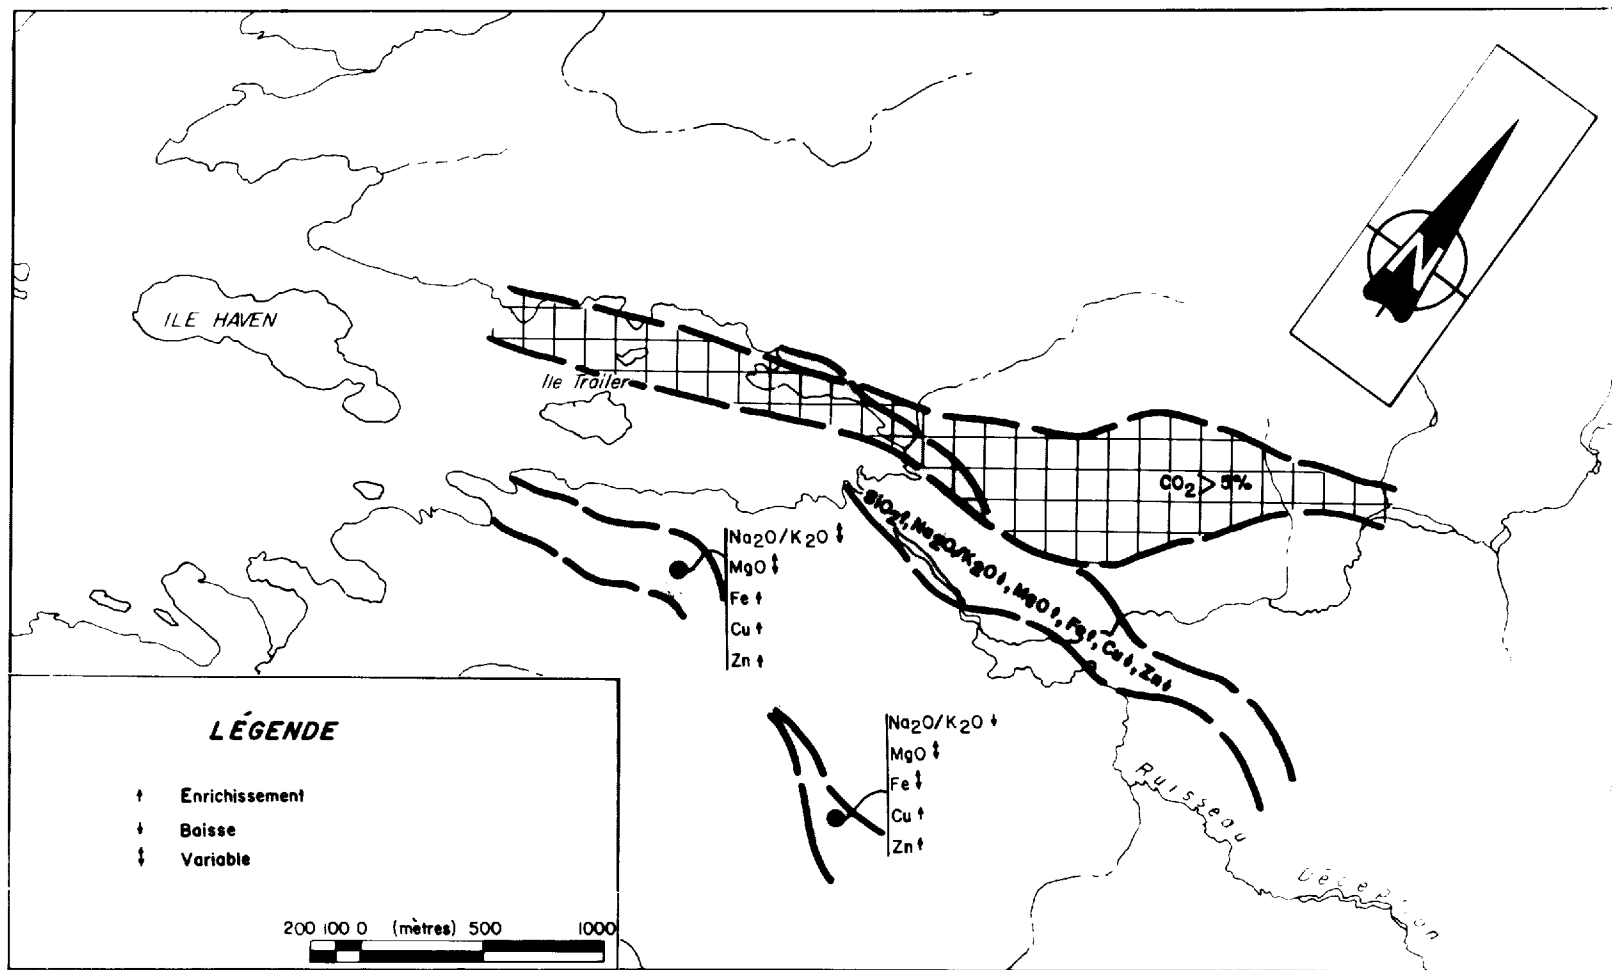 N
ILE HAVEN
Ile Trailer
CO₂ > 5%
SiO₂↑, Na₂O/K₂O↓, MgO↑, Fe↑, Cu↑, Zn↑
Na₂O/K₂O ↕
MgO ↕
Fe ↑
Cu ↑
Zn ↑
Na₂O/K₂O ↓
MgO ↕
Fe ↕
Cu ↑
Zn ↑
Ruisseau Déception
LÉGENDE
↑ Enrichissement
↓ Baisse
↕ Variable
200 100 0 (mètres) 500 1000